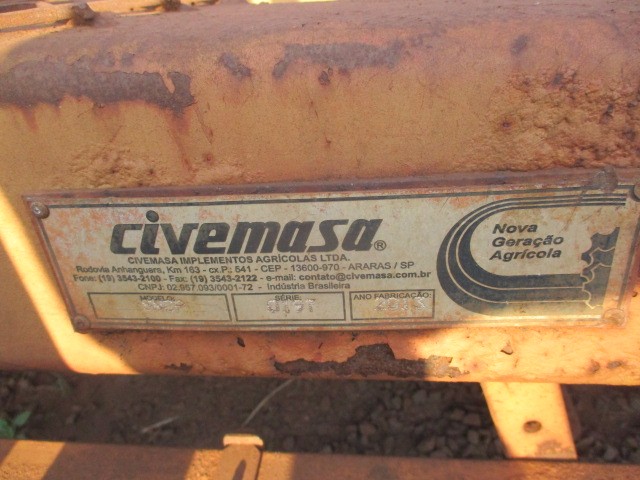 civemasa®
CIVEMASA IMPLEMENTOS AGRÍCOLAS LTDA.
Rodovia Anhanguera, Km 163 - cx.P.: 541 - CEP - 13600-970 - ARARAS / SP
Fone: (19) 3543-2100 - Fax: (19) 3543-2122 - e-mail: contato@civemasa.com.br
CNPJ: 02.957.093/0001-72 - Indústria Brasileira
MODELO: SÉRIE: ANO FABRICAÇÃO:
Nova
Geração
Agrícola